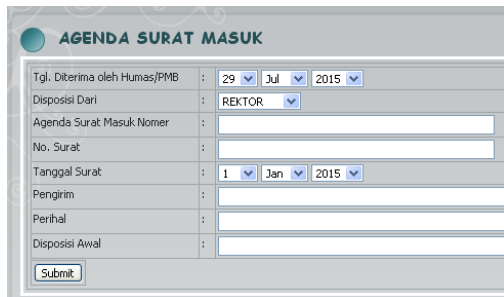 AGENDA SURAT MASUK
Tgl. Diterima oleh Humas/PMB : 29 Jul 2015
Disposisi Dari : REKTOR
Agenda Surat Masuk Nomer :
No. Surat :
Tanggal Surat : 1 Jan 2015
Pengirim :
Perihal :
Disposisi Awal :
Submit